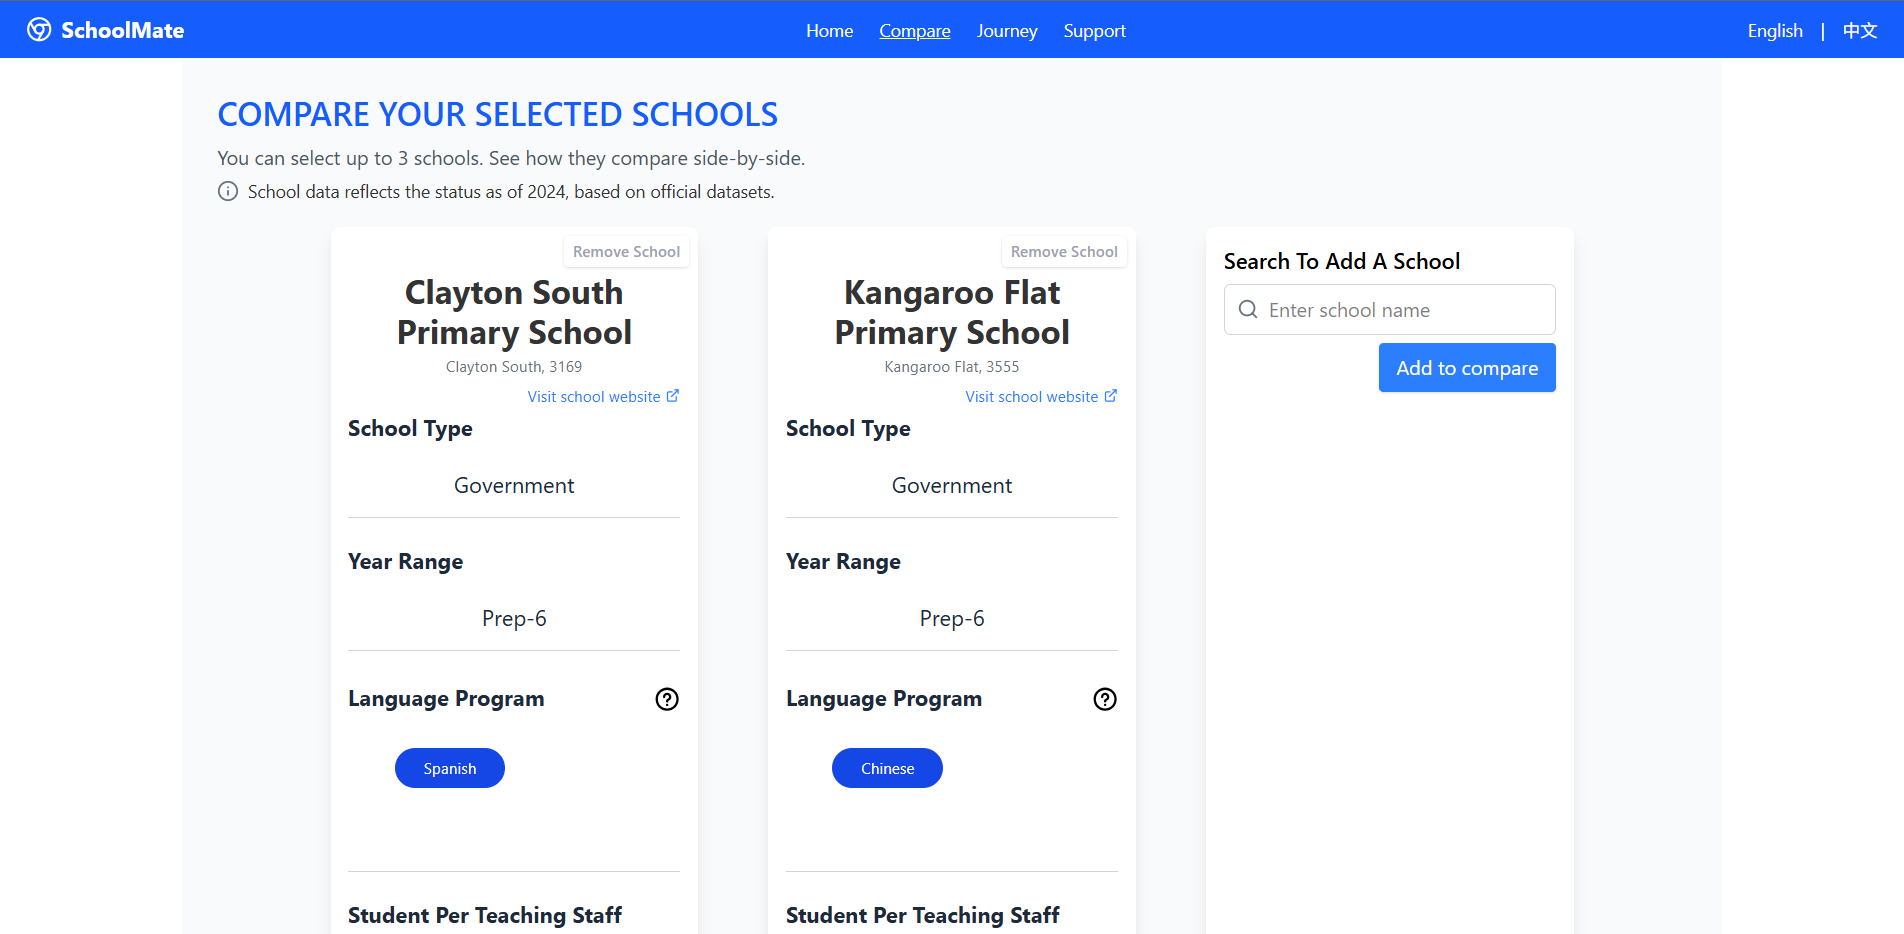 SchoolMate
Home Compare Journey Support
English | 中文
COMPARE YOUR SELECTED SCHOOLS
You can select up to 3 schools. See how they compare side-by-side.
School data reflects the status as of 2024, based on official datasets.
Remove School
Clayton South
Primary School
Clayton South, 3169
Visit school website
School Type
Government
Year Range
Prep-6
Language Program
Spanish
Student Per Teaching Staff
Remove School
Kangaroo Flat
Primary School
Kangaroo Flat, 3555
Visit school website
School Type
Government
Year Range
Prep-6
Language Program
Chinese
Student Per Teaching Staff
Search To Add A School
Enter school name
Add to compare